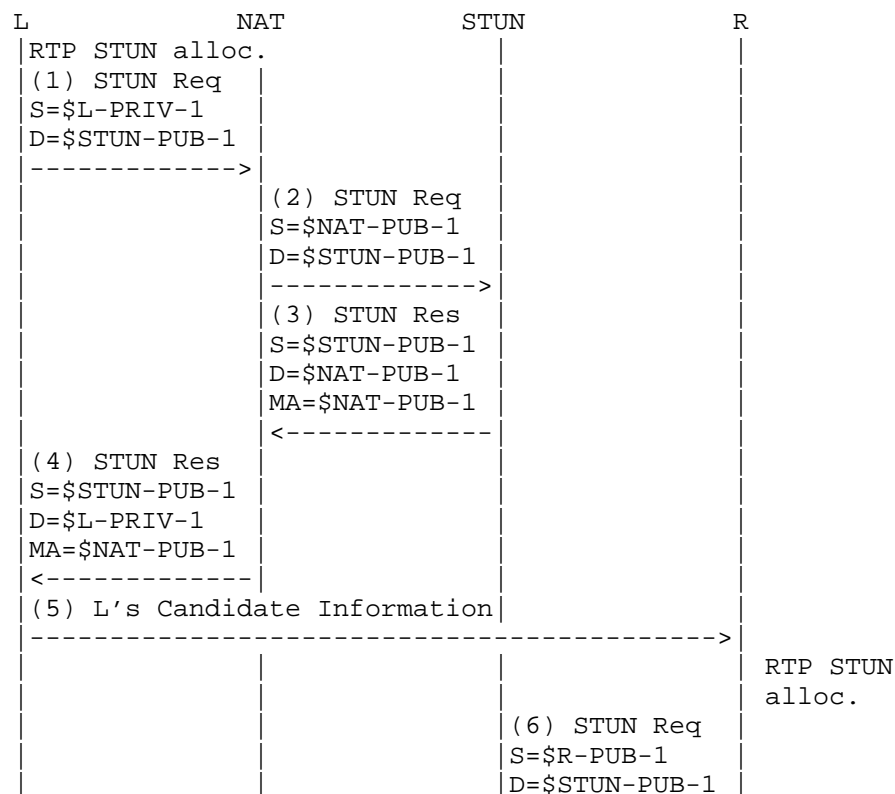 L             NAT           STUN             R
|RTP STUN alloc.              |              |
|(1) STUN Req  |              |              |
|S=$L-PRIV-1   |              |              |
|D=$STUN-PUB-1 |              |              |
|------------->|              |              |
|              |(2) STUN Req  |              |
|              |S=$NAT-PUB-1  |              |
|              |D=$STUN-PUB-1 |              |
|              |------------->|              |
|              |(3) STUN Res  |              |
|              |S=$STUN-PUB-1 |              |
|              |D=$NAT-PUB-1  |              |
|              |MA=$NAT-PUB-1 |              |
|              |<-------------|              |
|(4) STUN Res  |              |              |
|S=$STUN-PUB-1 |              |              |
|D=$L-PRIV-1   |              |              |
|MA=$NAT-PUB-1 |              |              |
|<-------------|              |              |
|(5) L's Candidate Information|              |
|------------------------------------------->|
|              |              |              | RTP STUN
|              |              |              | alloc.
|              |              |(6) STUN Req  |
|              |              |S=$R-PUB-1    |
|              |              |D=$STUN-PUB-1 |